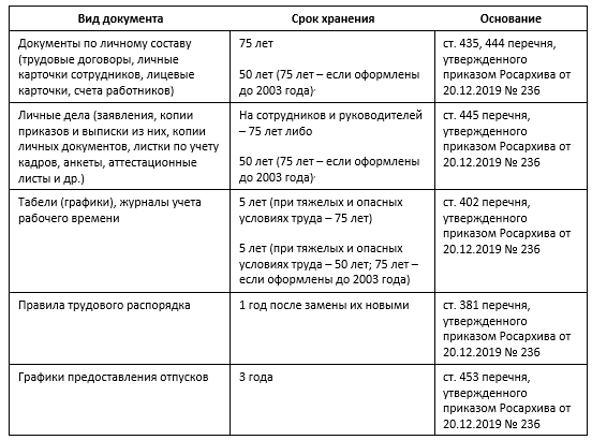 Вид документа
Срок хранения
Основание
Документы по личному составу
(трудовые договоры, личные
карточки сотрудников, лицевые
карточки, счета работников)
75 лет
50 лет (75 лет – если оформлены
до 2003 года).
ст. 435, 444 перечня,
утвержденного
приказом Росархива от
20.12.2019 № 236
Личные дела (заявления, копии
приказов и выписки из них, копии
личных документов, листки по учету
кадров, анкеты, аттестационные
листы и др.)
На сотрудников и руководителей
– 75 лет либо
50 лет (75 лет – если оформлены
до 2003 года).
ст. 445 перечня,
утвержденного
приказом Росархива от
20.12.2019 № 236
Табели (графики), журналы учета
рабочего времени
5 лет (при тяжелых и опасных
условиях труда – 75 лет)
5 лет (при тяжелых и опасных
условиях труда – 50 лет; 75 лет –
если оформлены до 2003 года)
ст. 402 перечня,
утвержденного
приказом Росархива от
20.12.2019 № 236
Правила трудового распорядка
1 год после замены их новыми
ст. 381 перечня,
утвержденного
приказом Росархива от
20.12.2019 № 236
Графики предоставления отпусков
3 года
ст. 453 перечня,
утвержденного
приказом Росархива от
20.12.2019 № 236